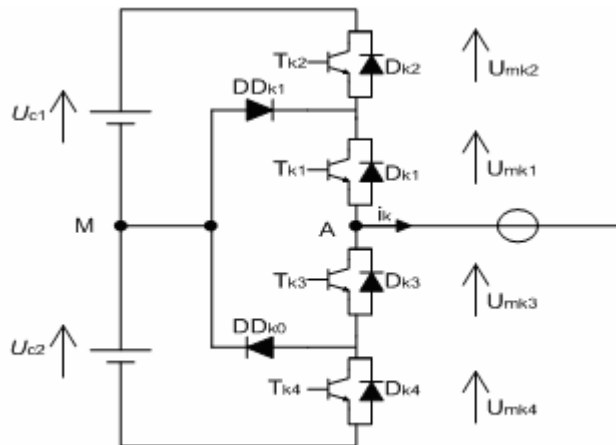 Tk2
Dk2
Umk2
DDk1
Uc1
Tk1
Dk1
Umk1
M
A
ik
Tk3
Dk3
Umk3
DDk0
Uc2
Tk4
Dk4
Umk4